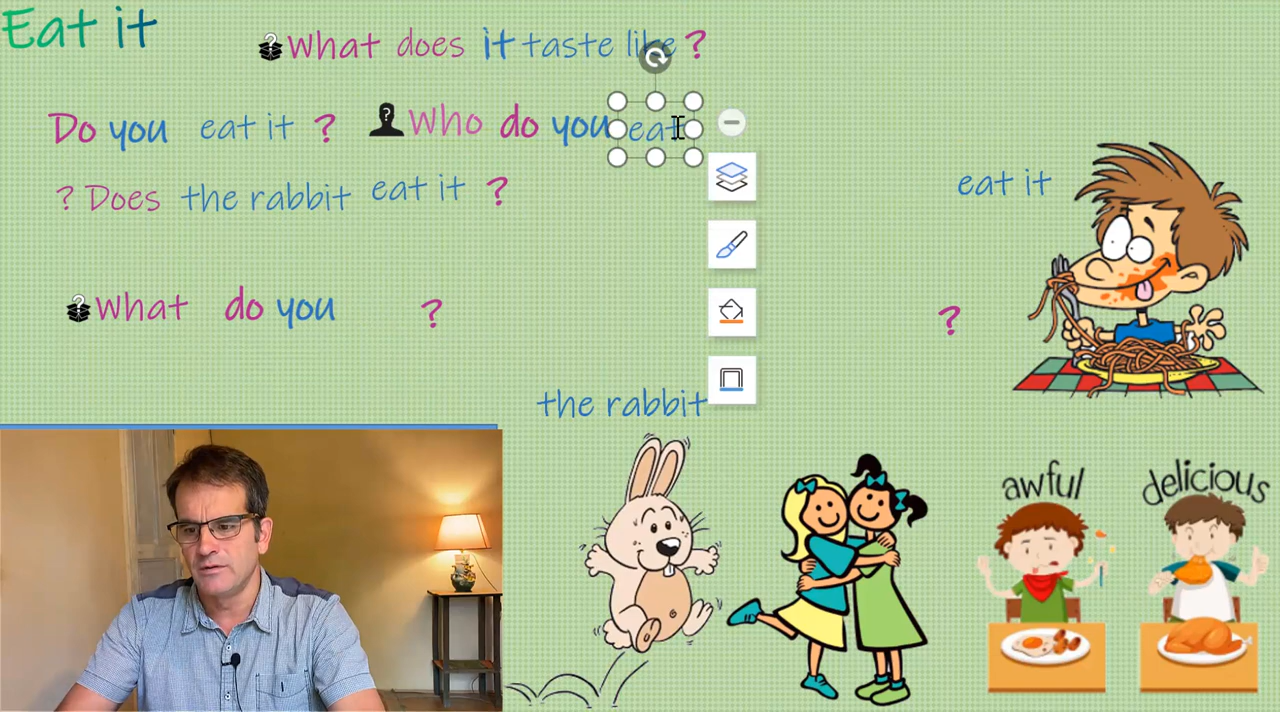 Eat it
What does it taste like ?
Do you eat it ? Who do you eat
? Does the rabbit eat it ?
eat it
What do you ?
?
the rabbit
awful
delicious